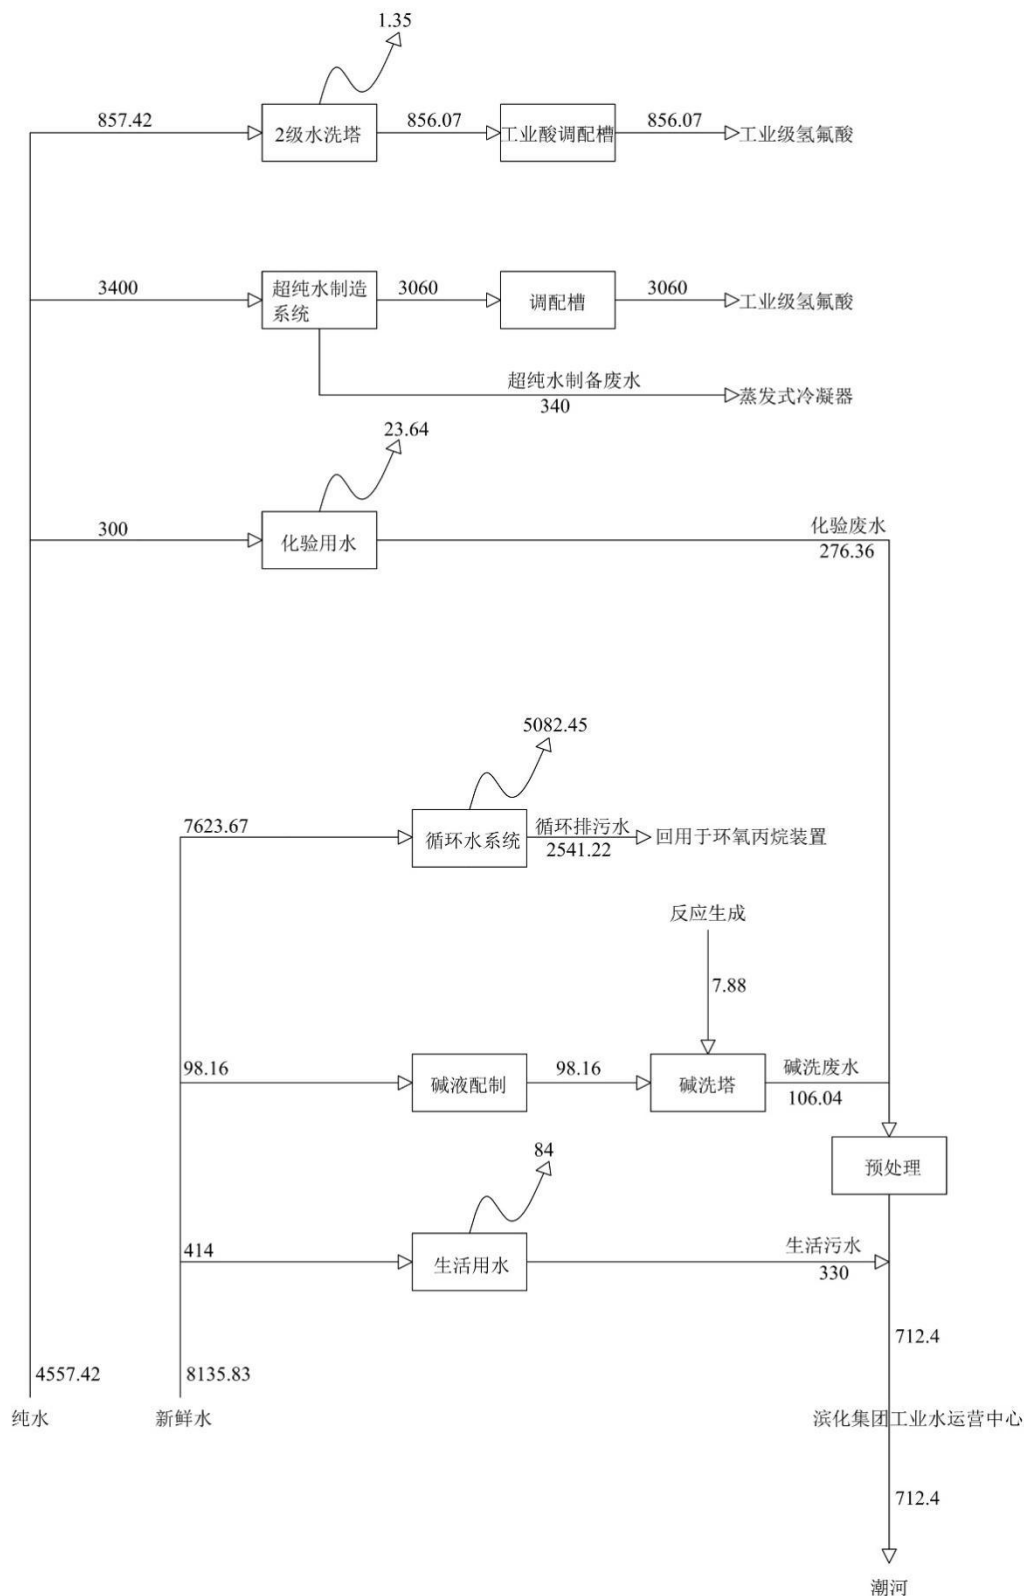 1.35
857.42
2级水洗塔
856.07
工业酸调配槽
856.07
工业级氢氟酸
3400
超纯水制造
系统
3060
调配槽
3060
工业级氢氟酸
超纯水制备废水
340
蒸发式冷凝器
23.64
300
化验用水
化验废水
276.36
5082.45
7623.67
循环水系统
循环排污水
2541.22
回用于环氧丙烷装置
反应生成
7.88
98.16
碱液配制
98.16
碱洗塔
碱洗废水
106.04
预处理
84
414
生活用水
生活污水
330
712.4
4557.42
8135.83
纯水
新鲜水
滨化集团工业水运营中心
712.4
潮河